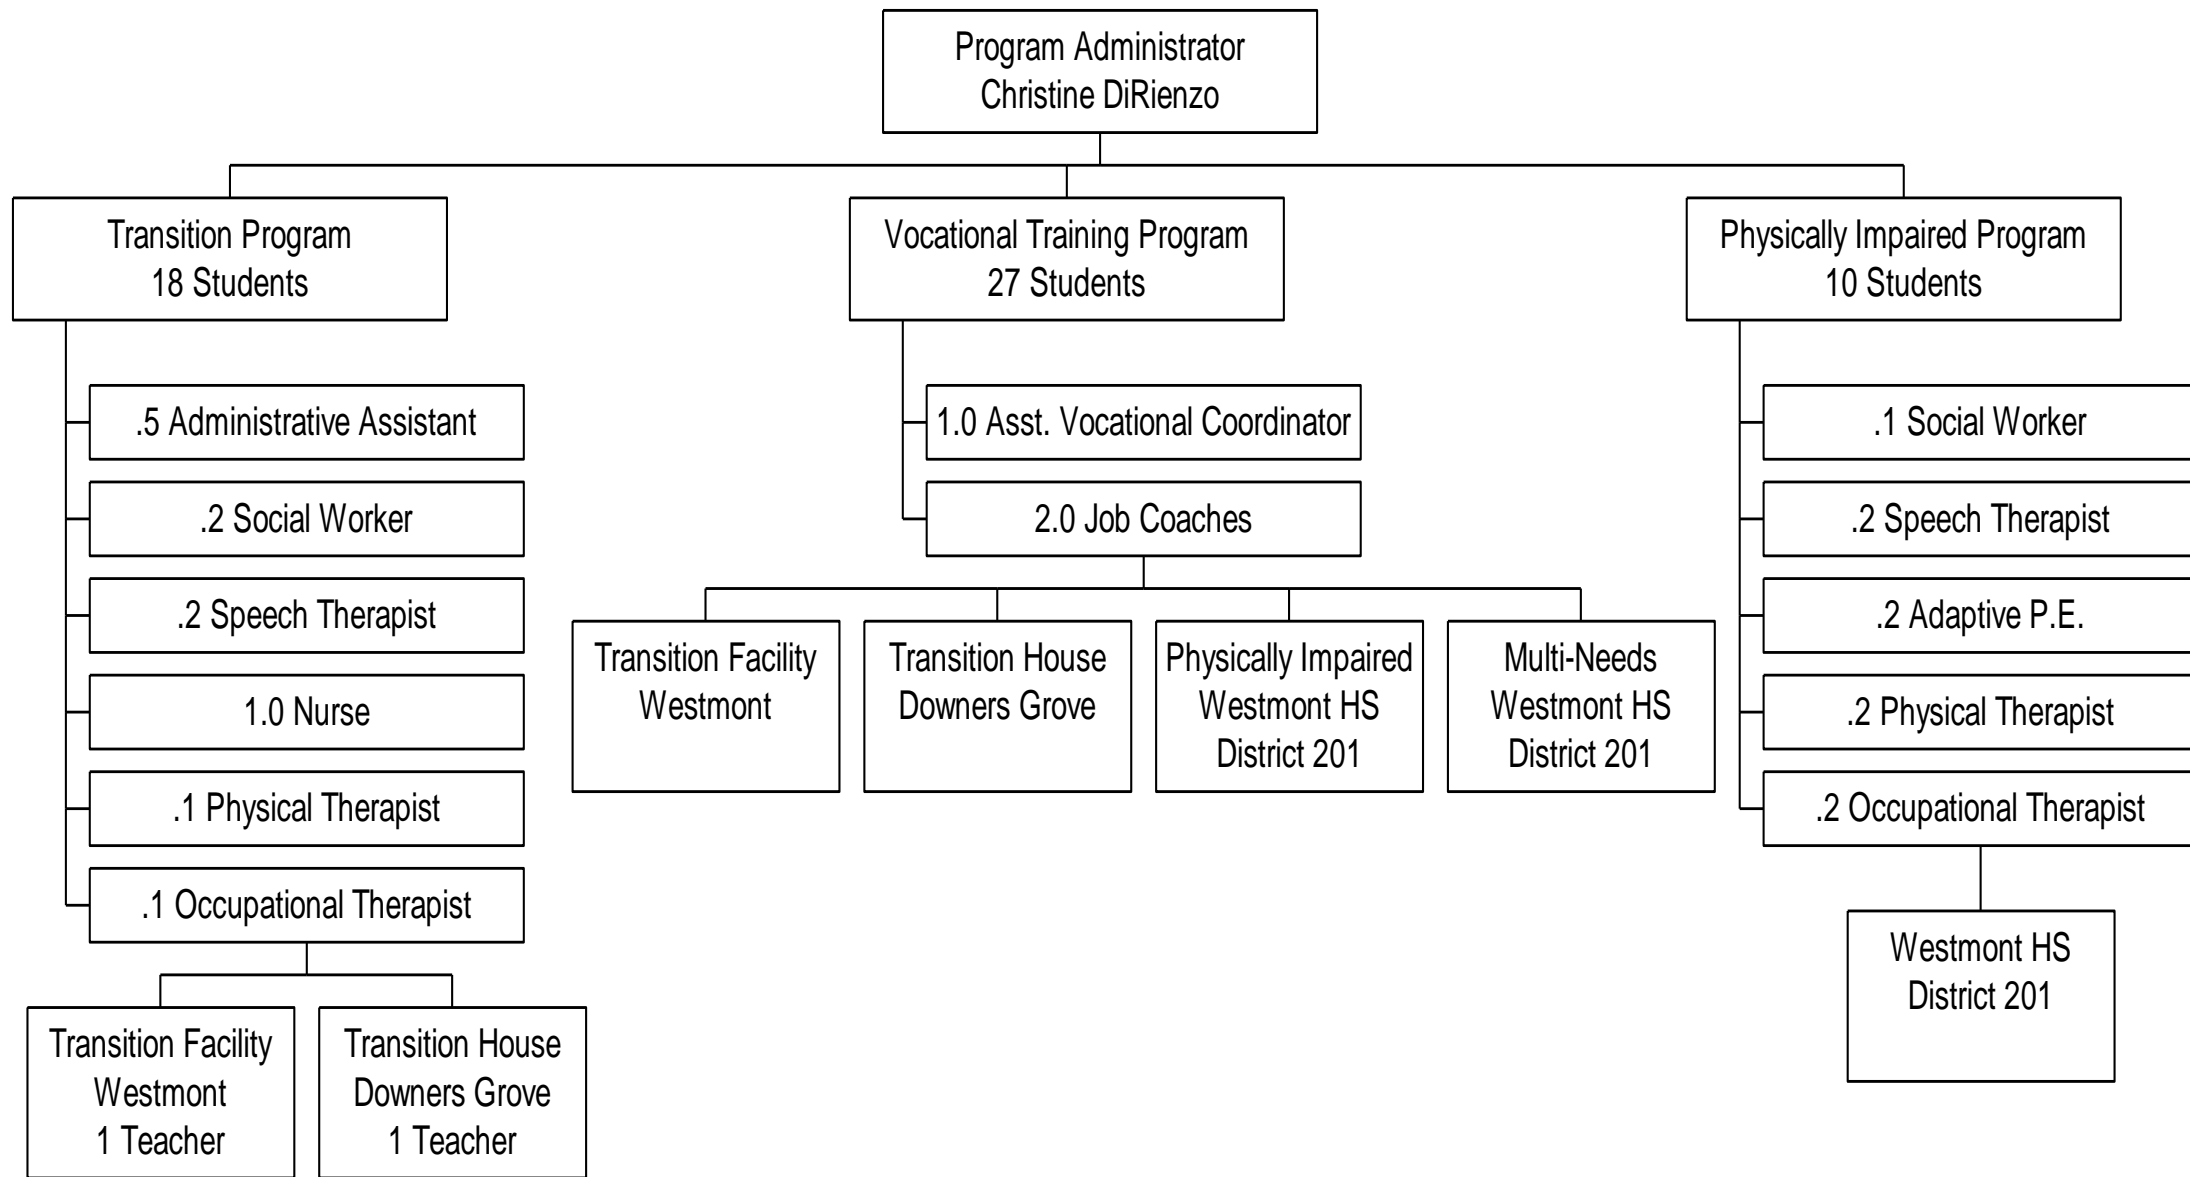 Program Administrator
Christine DiRienzo
Transition Program
18 Students
.5 Administrative Assistant
.2 Social Worker
.2 Speech Therapist
1.0 Nurse
.1 Physical Therapist
.1 Occupational Therapist
Transition Facility
Westmont
1 Teacher
Transition House
Downers Grove
1 Teacher
Vocational Training Program
27 Students
1.0 Asst. Vocational Coordinator
2.0 Job Coaches
Transition Facility
Westmont
Transition House
Downers Grove
Physically Impaired
Westmont HS
District 201
Multi-Needs
Westmont HS
District 201
Physically Impaired Program
10 Students
.1 Social Worker
.2 Speech Therapist
.2 Adaptive P.E.
.2 Physical Therapist
.2 Occupational Therapist
Westmont HS
District 201